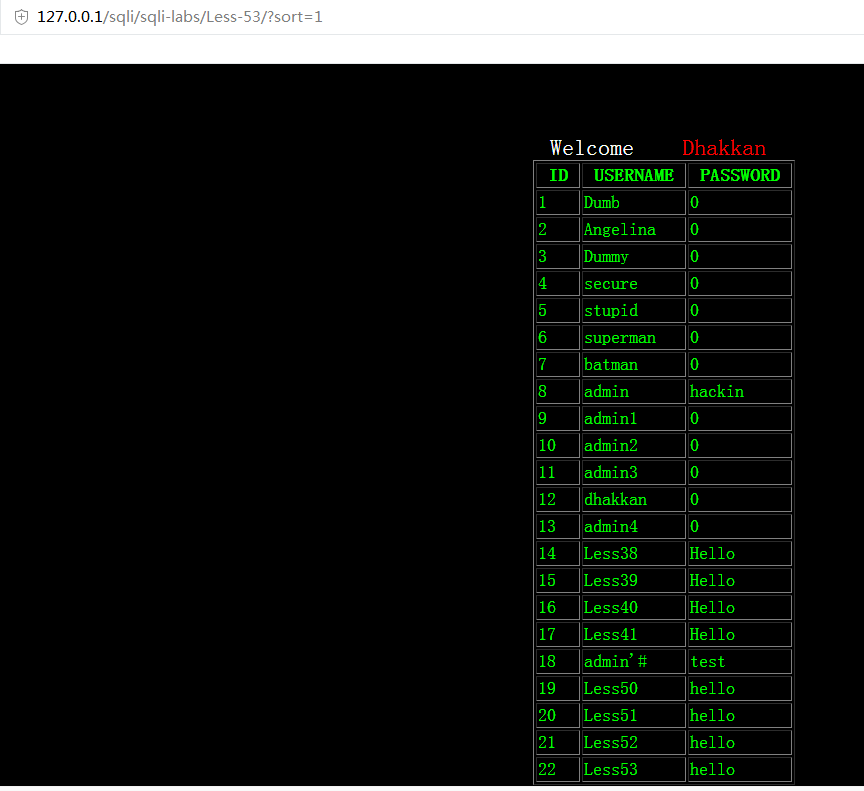 127.0.0.1/sqli/sqli-labs/Less-53/?sort=1
Welcome Dhakkan
ID USERNAME PASSWORD
1 Dumb 0
2 Angelina 0
3 Dummy 0
4 secure 0
5 stupid 0
6 superman 0
7 batman 0
8 admin hackin
9 admin1 0
10 admin2 0
11 admin3 0
12 dhakkan 0
13 admin4 0
14 Less38 Hello
15 Less39 Hello
16 Less40 Hello
17 Less41 Hello
18 admin'# test
19 Less50 hello
20 Less51 hello
21 Less52 hello
22 Less53 hello